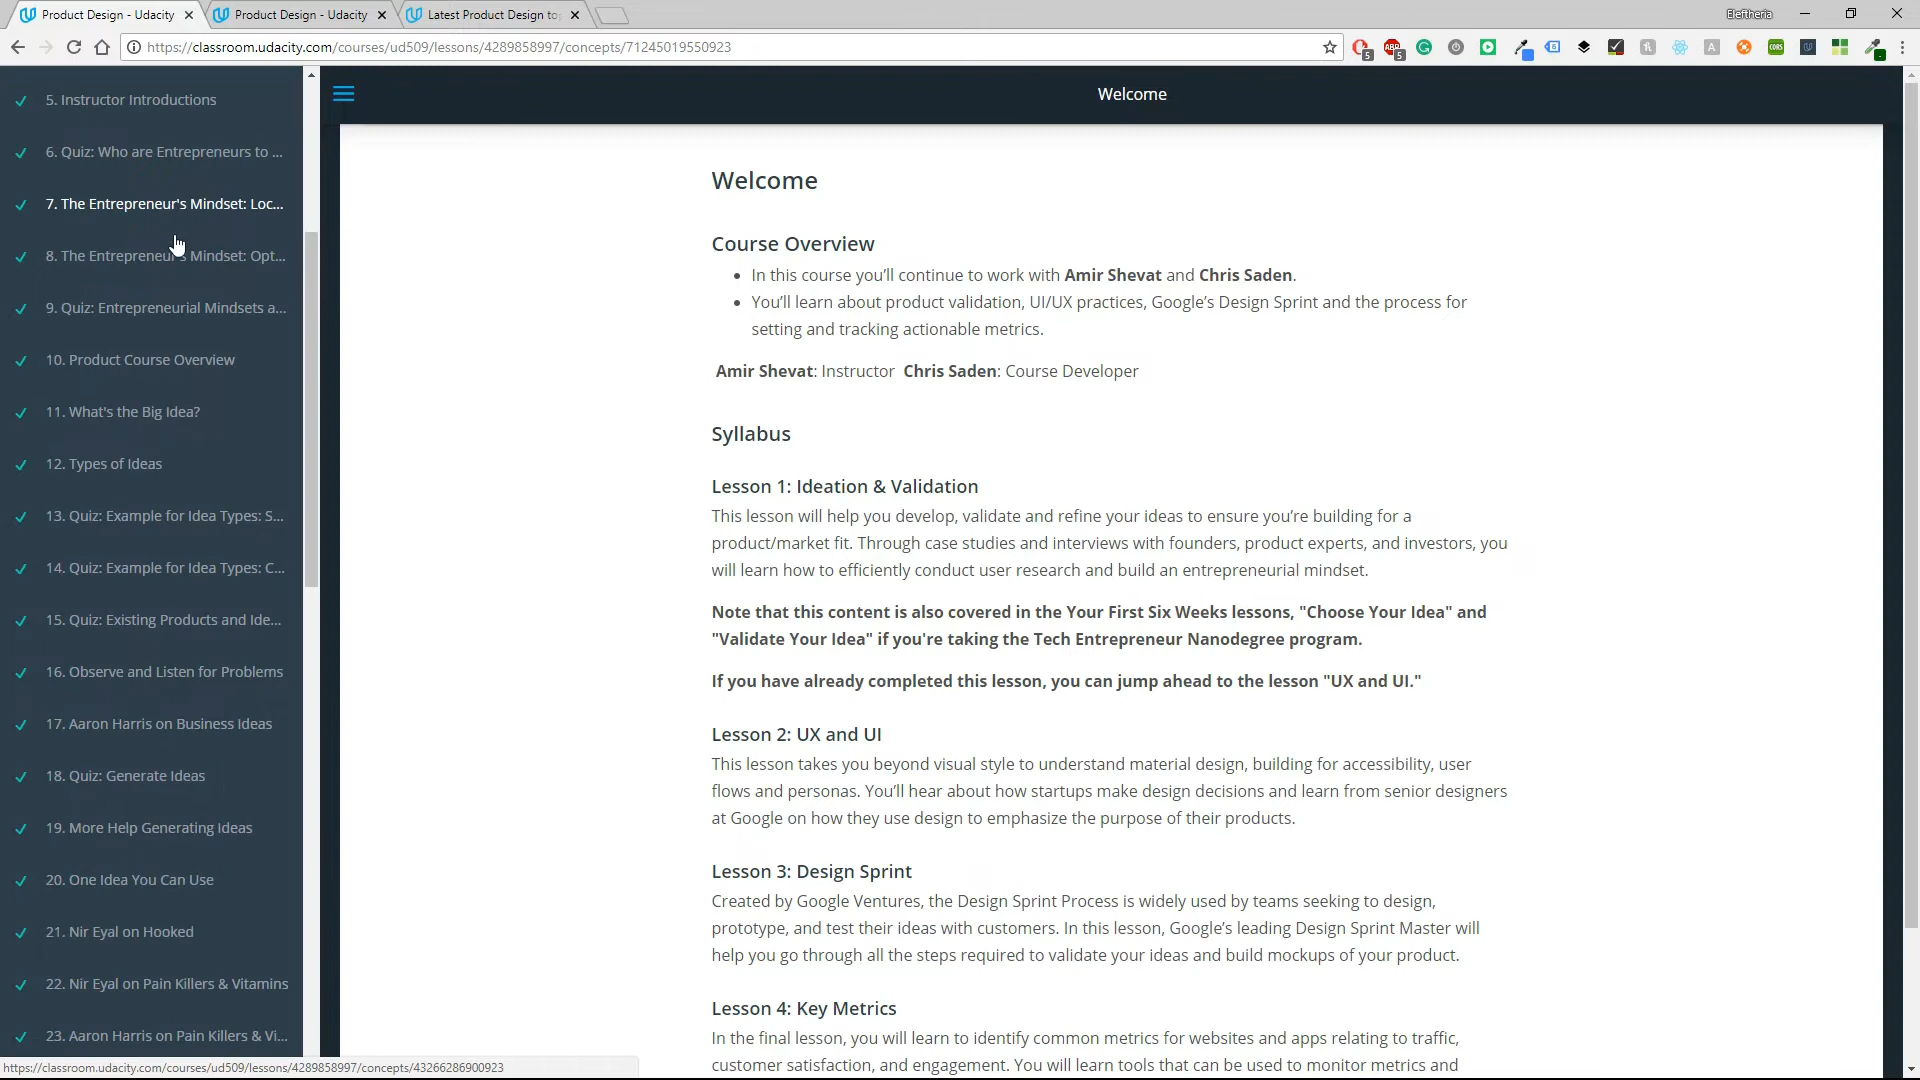 Product Design - Udacity
Product Design - Udacity
Latest Product Design to
Eleftheria
https://classroom.udacity.com/courses/ud509/lessons/4289858997/concepts/71245019550923
Welcome
5. Instructor Introductions
6. Quiz: Who are Entrepreneurs to ...
7. The Entrepreneur's Mindset: Loc...
8. The Entrepreneur's Mindset: Opt...
9. Quiz: Entrepreneurial Mindsets a...
10. Product Course Overview
11. What's the Big Idea?
12. Types of Ideas
13. Quiz: Example for Idea Types: S...
14. Quiz: Example for Idea Types: C...
15. Quiz: Existing Products and Ide...
16. Observe and Listen for Problems
17. Aaron Harris on Business Ideas
18. Quiz: Generate Ideas
19. More Help Generating Ideas
20. One Idea You Can Use
21. Nir Eyal on Hooked
22. Nir Eyal on Pain Killers & Vitamins
23. Aaron Harris on Pain Killers & Vi...
Welcome
Course Overview
• In this course you'll continue to work with Amir Shevat and Chris Saden.
• You'll learn about product validation, UI/UX practices, Google's Design Sprint and the process for
setting and tracking actionable metrics.
Amir Shevat: Instructor Chris Saden: Course Developer
Syllabus
Lesson 1: Ideation & Validation
This lesson will help you develop, validate and refine your ideas to ensure you're building for a
product/market fit. Through case studies and interviews with founders, product experts, and investors, you
will learn how to efficiently conduct user research and build an entrepreneurial mindset.
Note that this content is also covered in the Your First Six Weeks lessons, "Choose Your Idea" and
"Validate Your Idea" if you're taking the Tech Entrepreneur Nanodegree program.
If you have already completed this lesson, you can jump ahead to the lesson "UX and UI."
Lesson 2: UX and UI
This lesson takes you beyond visual style to understand material design, building for accessibility, user
flows and personas. You'll hear about how startups make design decisions and learn from senior designers
at Google on how they use design to emphasize the purpose of their products.
Lesson 3: Design Sprint
Created by Google Ventures, the Design Sprint Process is widely used by teams seeking to design,
prototype, and test their ideas with customers. In this lesson, Google's leading Design Sprint Master will
help you go through all the steps required to validate your ideas and build mockups of your product.
Lesson 4: Key Metrics
In the final lesson, you will learn to identify common metrics for websites and apps relating to traffic,
customer satisfaction, and engagement. You will learn tools that can be used to monitor metrics and
https://classroom.udacity.com/courses/ud509/lessons/4289858997/concepts/43266286900923